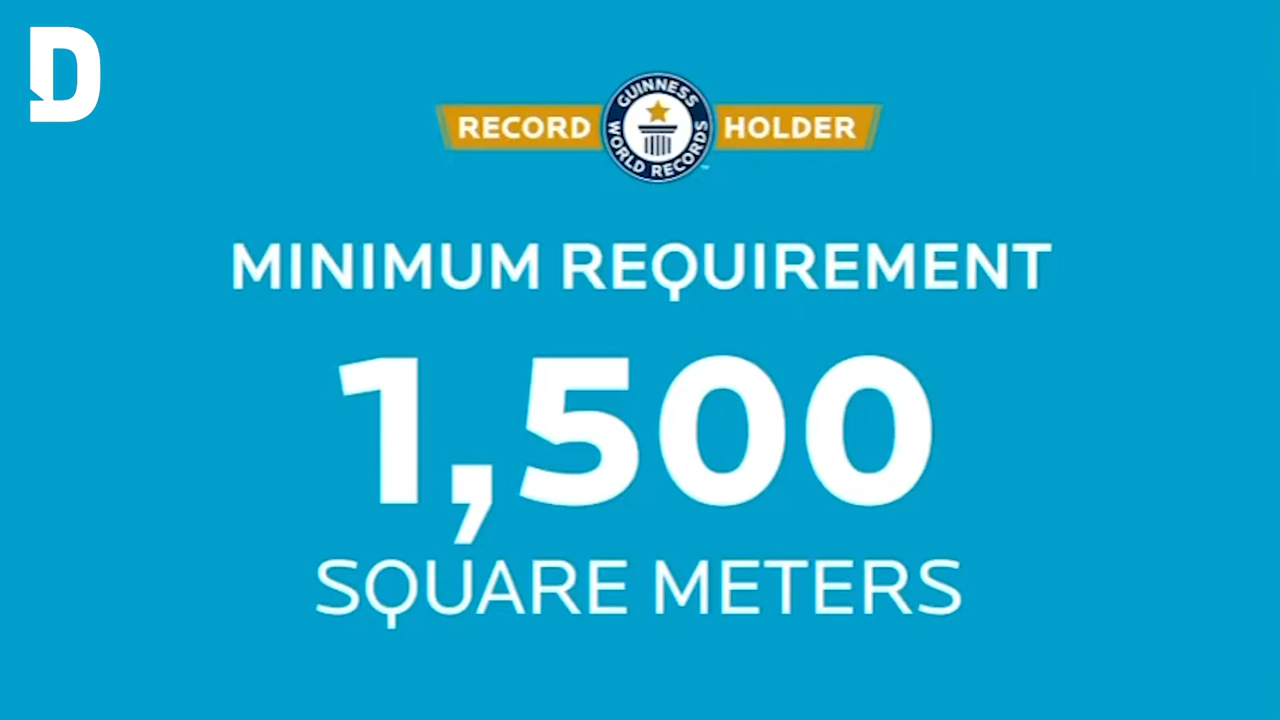 D
RECORD GUINNESS WORLD RECORDS HOLDER
MINIMUM REQUIREMENT
1,500
SQUARE METERS